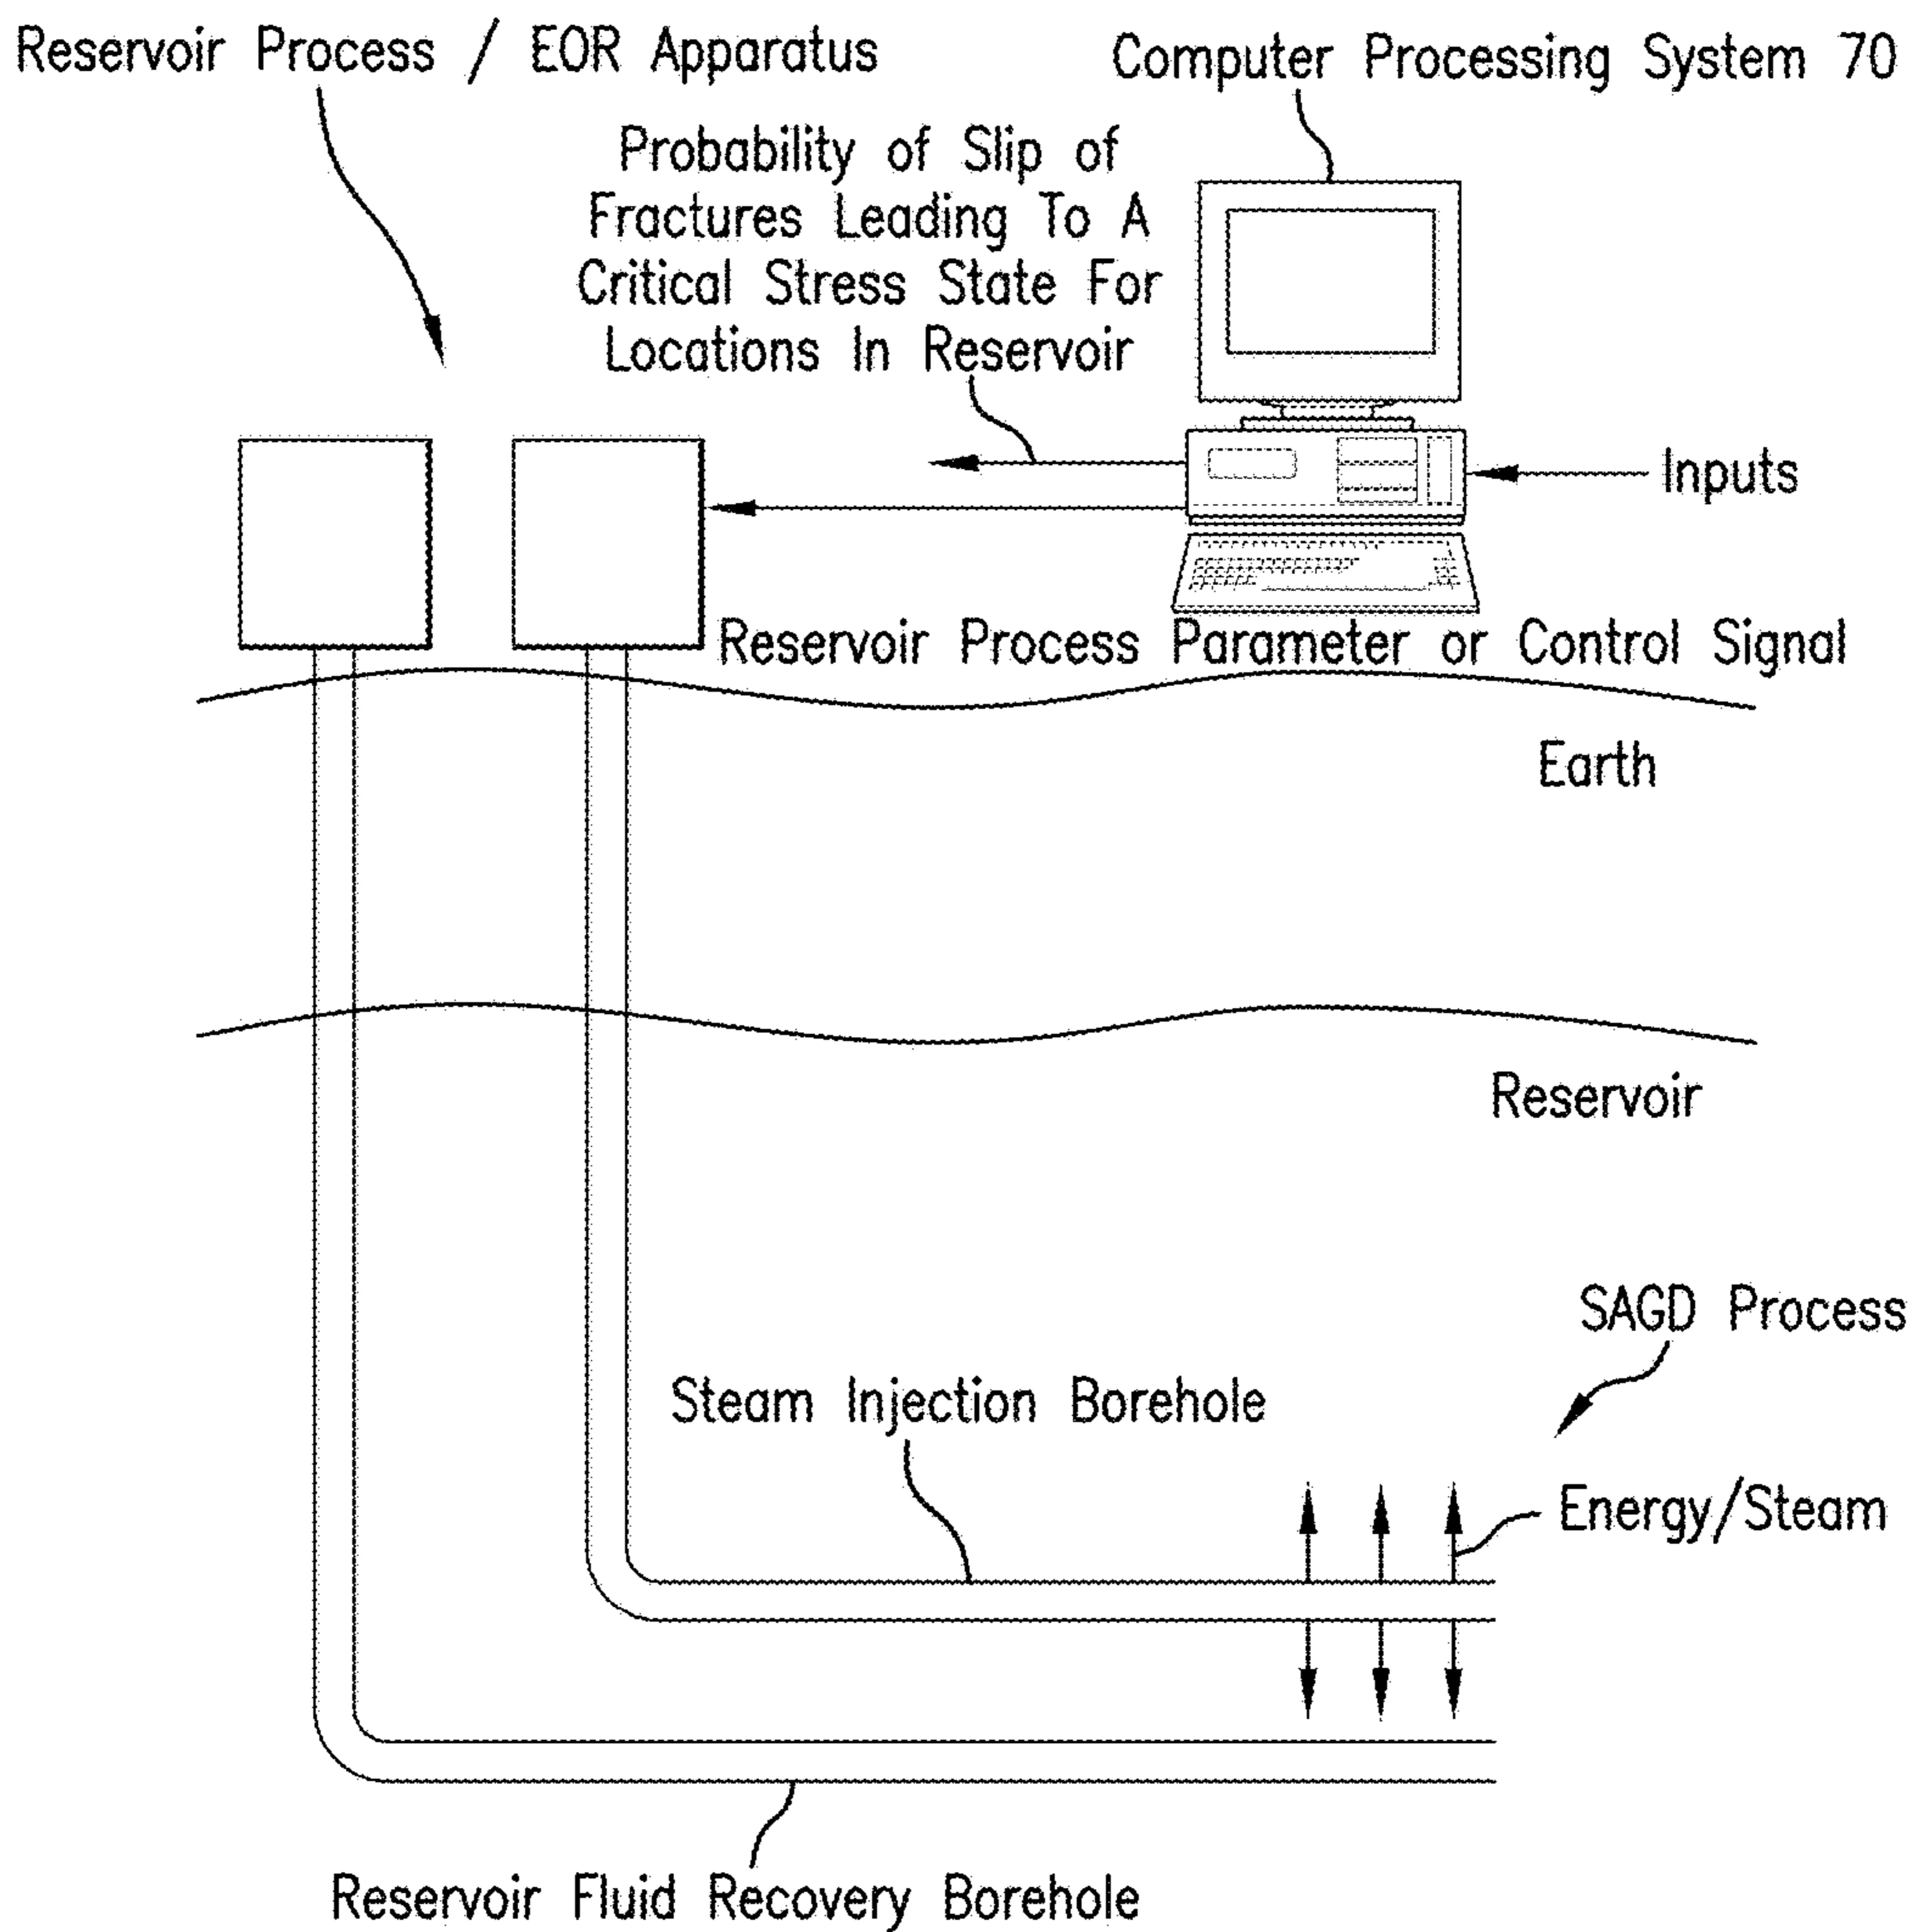 Reservoir Process / EOR Apparatus
Computer Processing System 70
Probability of Slip of
Fractures Leading To A
Critical Stress State For
Locations In Reservoir
Inputs
Reservoir Process Parameter or Control Signal
Earth
Reservoir
SAGD Process
Steam Injection Borehole
Energy/Steam
Reservoir Fluid Recovery Borehole